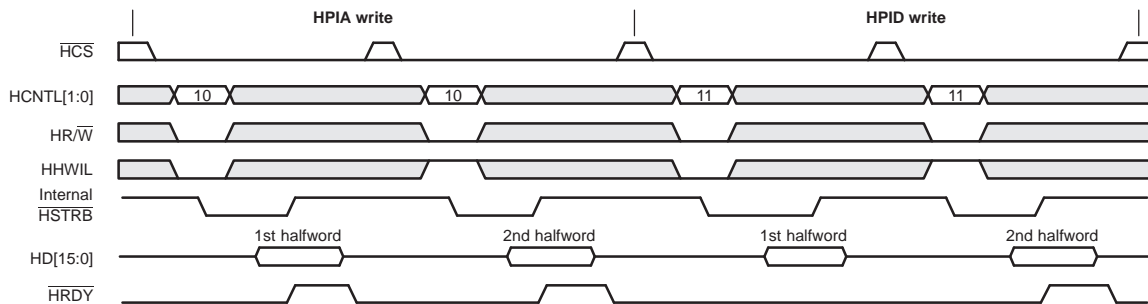 HPIA write HPID write
HCS
HCNTL[1:0] 10 10 11 11
HR/W
HHWIL
Internal
HSTRB
1st halfword 2nd halfword 1st halfword 2nd halfword
HD[15:0]
HRDY